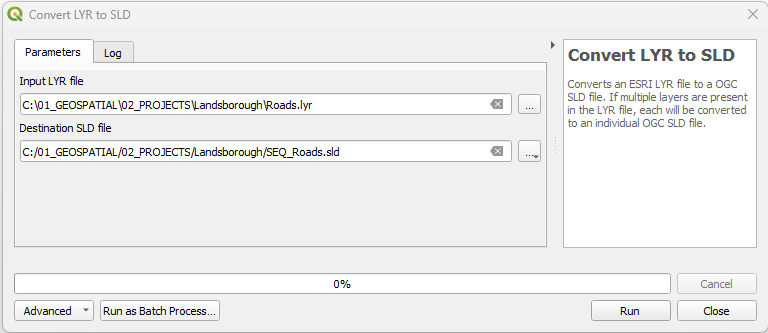 Convert LYR to SLD
Parameters
Log
Input LYR file
C:\01_GEOSPATIAL\02_PROJECTS\Landsborough\Roads.lyr
...
Destination SLD file
C:/01_GEOSPATIAL/02_PROJECTS/Landsborough/SEQ_Roads.sld
...
Convert LYR to SLD
Converts an ESRI LYR file to a OGC
SLD file. If multiple layers are present
in the LYR file, each will be converted
to an individual OGC SLD file.
0%
Cancel
Advanced
Run as Batch Process...
Run
Close